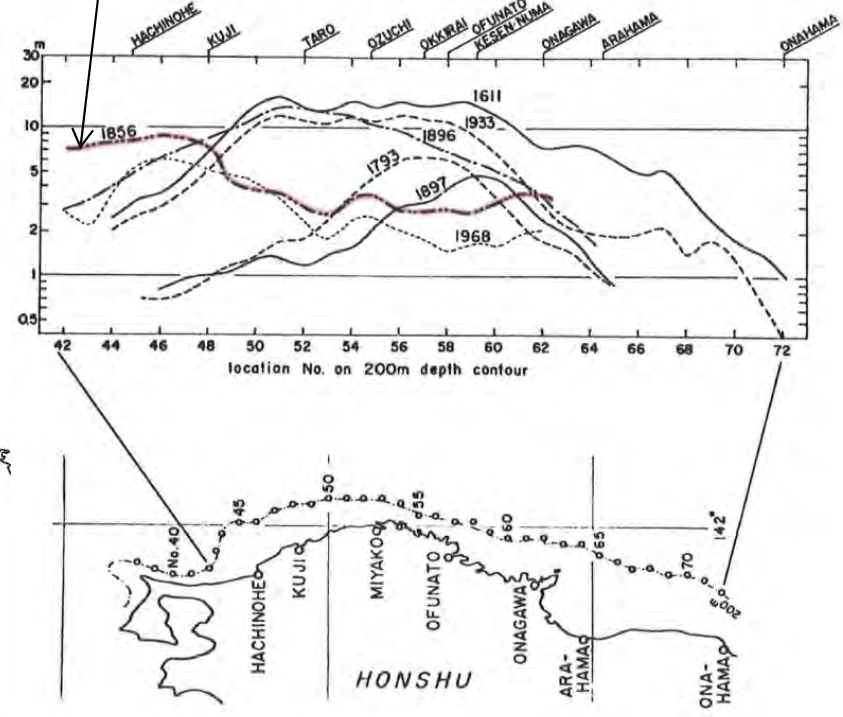 HACHINOHE
KUJI
TARO
OZUCHI
OKKIRAI
OFUNATO
KESEN-NUMA
ONAGAWA
ARAHAMA
ONAHAMA
30 m
20
10
5
2
1
0.5
1856
1611
1933
1896
1793
1897
1968
42 44 46 48 50 52 54 56 58 60 62 64 66 68 70 72
location No. on 200m depth contour
No.40
45
50
55
60
65
70
142°
200m
HACHINOHE
KUJI
MIYAKO
OFUNATO
ONAGAWA
ARA-
HAMA
ONA-
HAMA
HONSHU